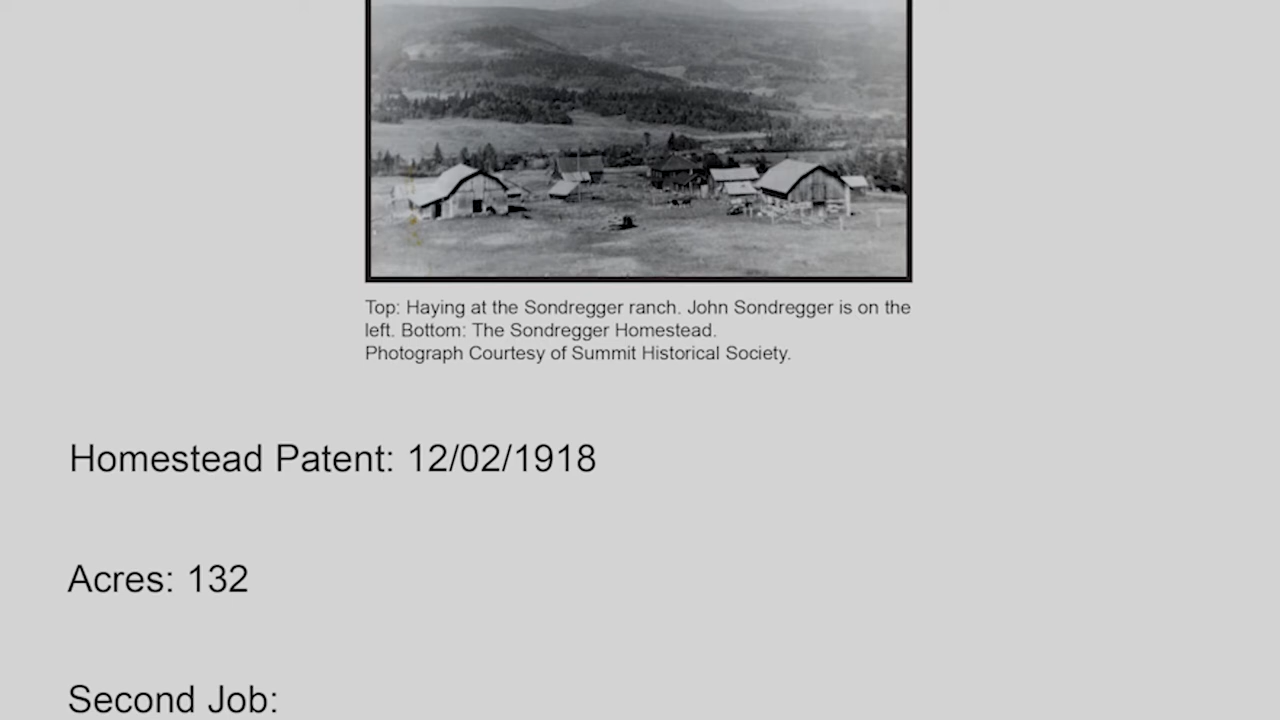 Top: Haying at the Sondregger ranch. John Sondregger is on the
left. Bottom: The Sondregger Homestead.
Photograph Courtesy of Summit Historical Society.
Homestead Patent: 12/02/1918
Acres: 132
Second Job: